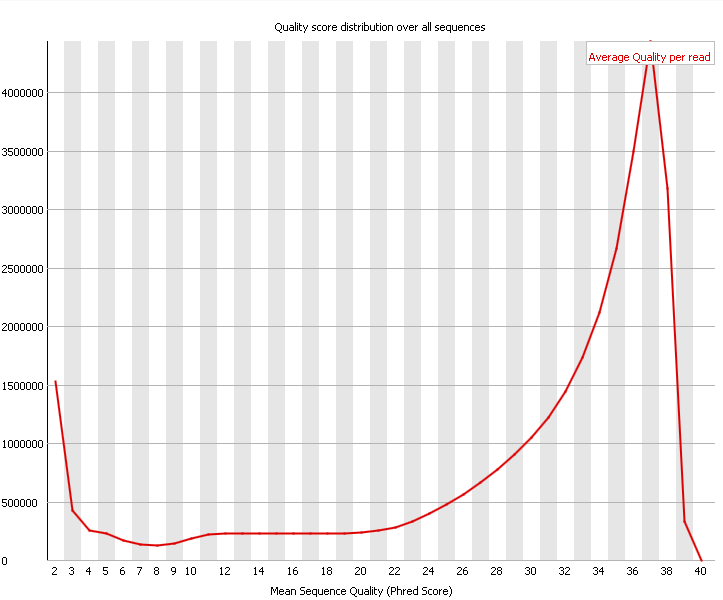 Quality score distribution over all sequences
Average Quality per read
4000000
3500000
3000000
2500000
2000000
1500000
1000000
500000
0
2 3 4 5 6 7 8 9 10 12 14 16 18 20 22 24 26 28 30 32 34 36 38 40
Mean Sequence Quality (Phred Score)